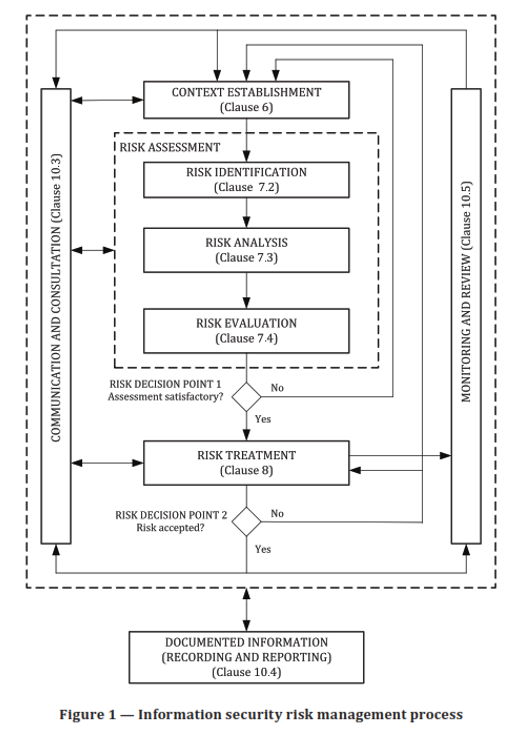 CONTEXT ESTABLISHMENT
(Clause 6)
RISK ASSESSMENT
RISK IDENTIFICATION
(Clause 7.2)
RISK ANALYSIS
(Clause 7.3)
RISK EVALUATION
(Clause 7.4)
RISK DECISION POINT 1
Assessment satisfactory?
No
Yes
RISK TREATMENT
(Clause 8)
RISK DECISION POINT 2
Risk accepted?
No
Yes
COMMUNICATION AND CONSULTATION (Clause 10.3)
MONITORING AND REVIEW (Clause 10.5)
DOCUMENTED INFORMATION
(RECORDING AND REPORTING)
(Clause 10.4)
Figure 1 — Information security risk management process